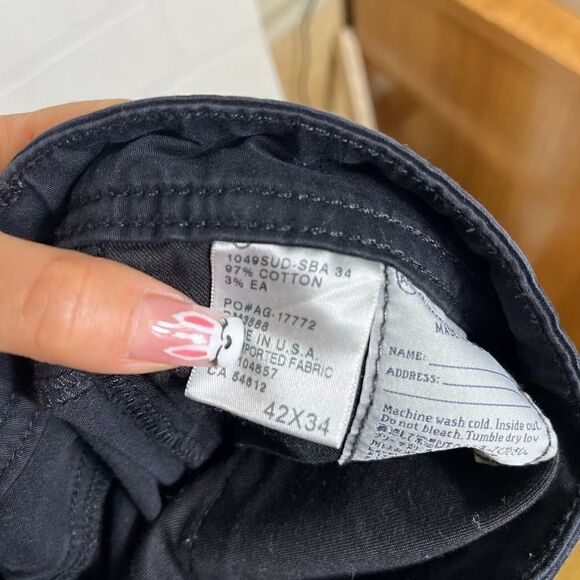 1049SUD-SBA 34
97% COTTON
3% EA
PO#AG-17772
3888
E IN U.S.A.
PORTED FABRIC
104857
CA 54812
42X34
NAME:
ADDRESS:
Machine wash cold. Inside out.
Do not bleach. Tumble dry low